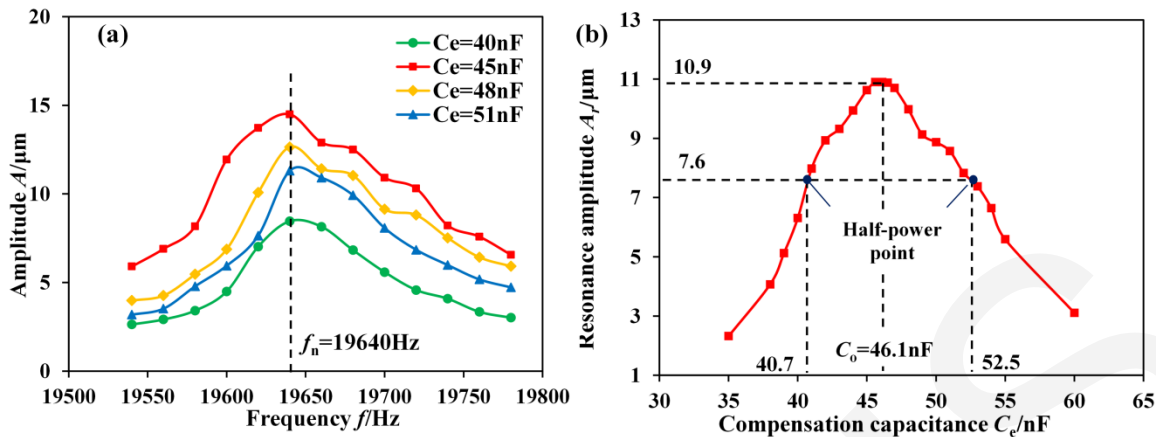 (a)
Ce=40nF
Ce=45nF
Ce=48nF
Ce=51nF
20
15
10
5
0
Amplitude A/μm
fn=19640Hz
19500 19550 19600 19650 19700 19750 19800
Frequency f/Hz
(b)
13
11
9
7
5
3
1
Resonance amplitude Ar/μm
10.9
7.6
Half-power
point
40.7
Co=46.1nF
52.5
30 35 40 45 50 55 60 65
Compensation capacitance Ce/nF